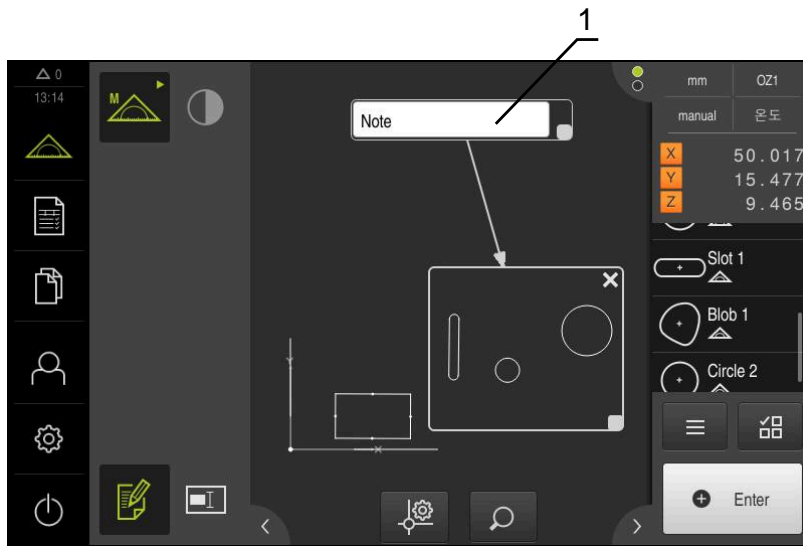 1
0
13:14
M
Note
mm
OZ1
manual
온도
X 50.017
Y 15.477
Z 9.465
Slot 1
Blob 1
Circle 2
Y
X
Enter